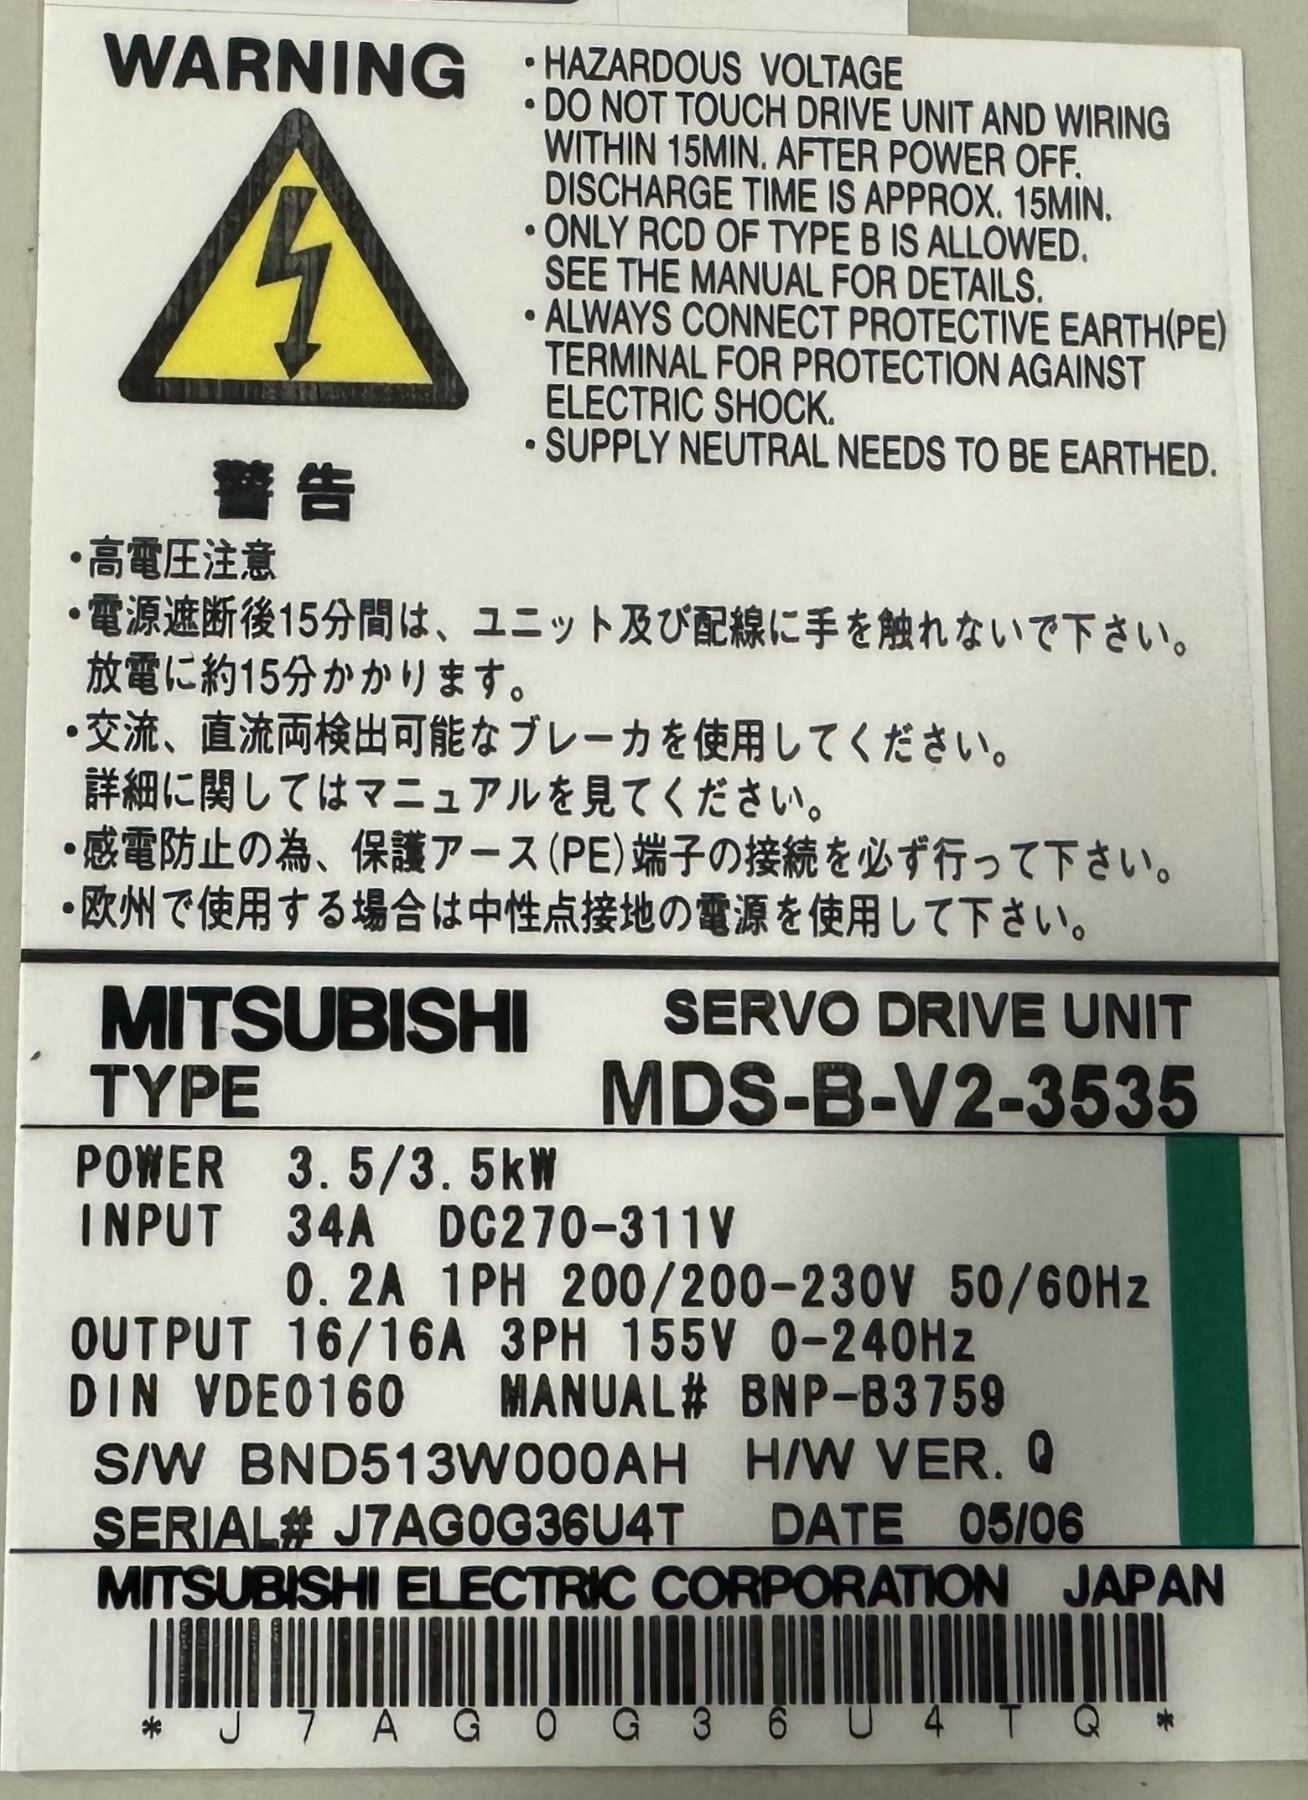 WARNING
・HAZARDOUS VOLTAGE
・DO NOT TOUCH DRIVE UNIT AND WIRING
WITHIN 15MIN. AFTER POWER OFF.
DISCHARGE TIME IS APPROX. 15MIN.
・ONLY RCD OF TYPE B IS ALLOWED.
SEE THE MANUAL FOR DETAILS.
・ALWAYS CONNECT PROTECTIVE EARTH(PE)
TERMINAL FOR PROTECTION AGAINST
ELECTRIC SHOCK.
・SUPPLY NEUTRAL NEEDS TO BE EARTHED.
警告
・高電圧注意
・電源遮断後15分間は、ユニット及び配線に手を触れないで下さい。
放電に約15分かかります。
・交流、直流両検出可能なブレーカを使用してください。
詳細に関してはマニュアルを見てください。
・感電防止の為、保護アース(PE)端子の接続を必ず行って下さい。
・欧州で使用する場合は中性点接地の電源を使用して下さい。
MITSUBISHI SERVO DRIVE UNIT
TYPE MDS-B-V2-3535
POWER 3.5/3.5kW
INPUT 34A DC270-311V
0.2A 1PH 200/200-230V 50/60Hz
OUTPUT 16/16A 3PH 155V 0-240Hz
DIN VDE0160 MANUAL# BNP-B3759
S/W BND513W000AH H/W VER. Q
SERIAL# J7AG0G36U4T DATE 05/06
MITSUBISHI ELECTRIC CORPORATION JAPAN
* J 7 A G 0 G 3 6 U 4 T Q *